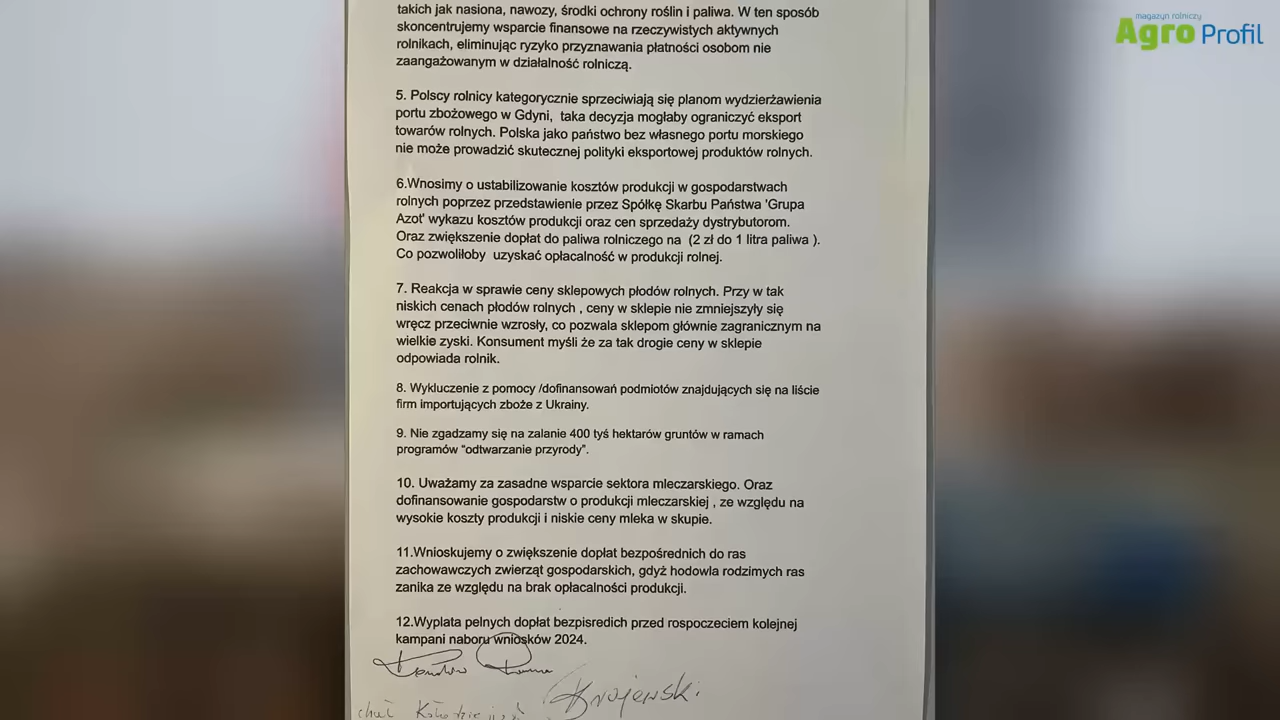 magazyn rolniczy
Agro Profil
takich jak nasiona, nawozy, środki ochrony roślin i paliwa. W ten sposób
skoncentrujemy wsparcie finansowe na rzeczywistych aktywnych
rolnikach, eliminując ryzyko przyznawania płatności osobom nie
zaangażowanym w działalność rolniczą.
5. Polscy rolnicy kategorycznie sprzeciwiają się planom wydzierżawienia
portu zbożowego w Gdyni, taka decyzja mogłaby ograniczyć eksport
towarów rolnych. Polska jako państwo bez własnego portu morskiego
nie może prowadzić skutecznej polityki eksportowej produktów rolnych.
6.Wnosimy o ustabilizowanie kosztów produkcji w gospodarstwach
rolnych poprzez przedstawienie przez Spółkę Skarbu Państwa 'Grupa
Azot' wykazu kosztów produkcji oraz cen sprzedaży dystrybutorom.
Oraz zwiększenie dopłat do paliwa rolniczego na (2 zł do 1 litra paliwa ).
Co pozwoliłoby uzyskać opłacalność w produkcji rolnej.
7. Reakcja w sprawie ceny sklepowych płodów rolnych. Przy w tak
niskich cenach płodów rolnych , ceny w sklepie nie zmniejszyły się
wręcz przeciwnie wzrosły, co pozwala sklepom głównie zagranicznym na
wielkie zyski. Konsument myśli że za tak drogie ceny w sklepie
odpowiada rolnik.
8. Wykluczenie z pomocy /dofinansowań podmiotów znajdujących się na liście
firm importujących zboże z Ukrainy.
9. Nie zgadzamy się na zalanie 400 tyś hektarów gruntów w ramach
programów "odtwarzanie przyrody".
10. Uważamy za zasadne wsparcie sektora mleczarskiego. Oraz
dofinansowanie gospodarstw o produkcji mleczarskiej , ze względu na
wysokie koszty produkcji i niskie ceny mleka w skupie.
11.Wnioskujemy o zwiększenie dopłat bezpośrednich do ras
zachowawczych zwierząt gospodarskich, gdyż hodowla rodzimych ras
zanika ze względu na brak opłacalności produkcji.
12.Wyplata pelnych dopłat bezpisredich przed rospoczeciem kolejnej
kampani naboru wniosków 2024.
Krajewski